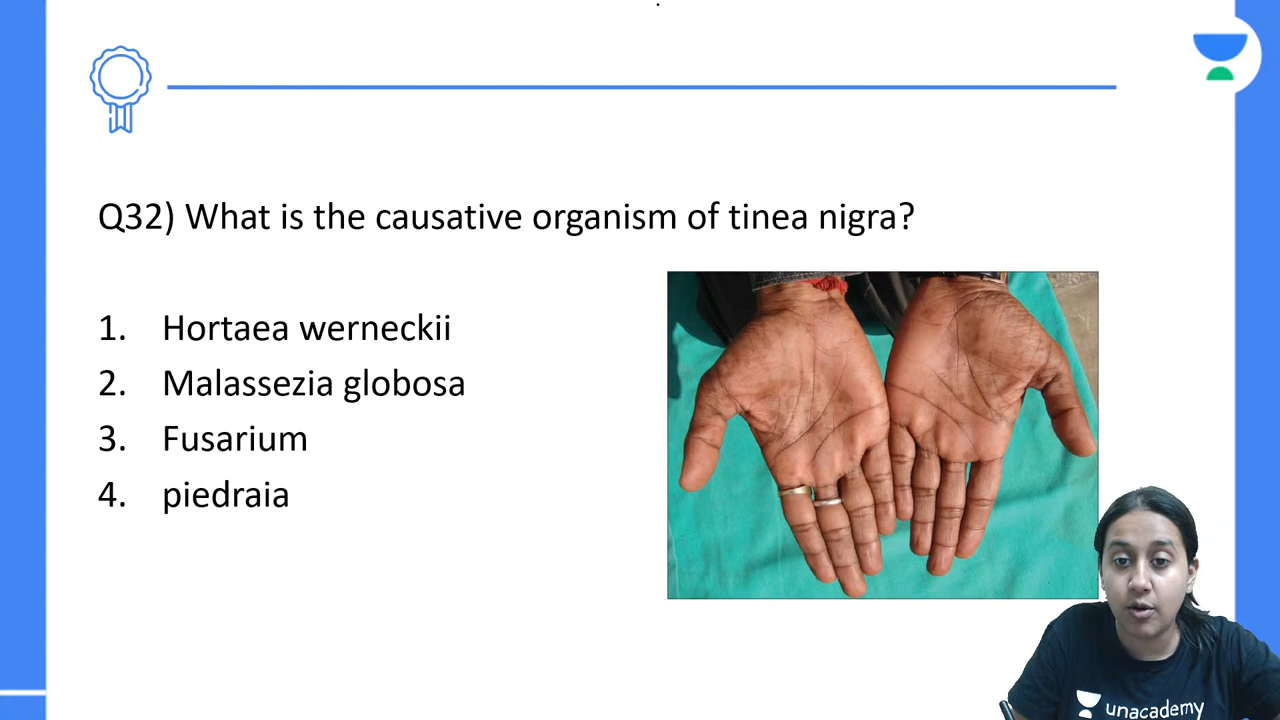 Q32) What is the causative organism of tinea nigra?
1. Hortaea werneckii
2. Malassezia globosa
3. Fusarium
4. piedraia
unacademy